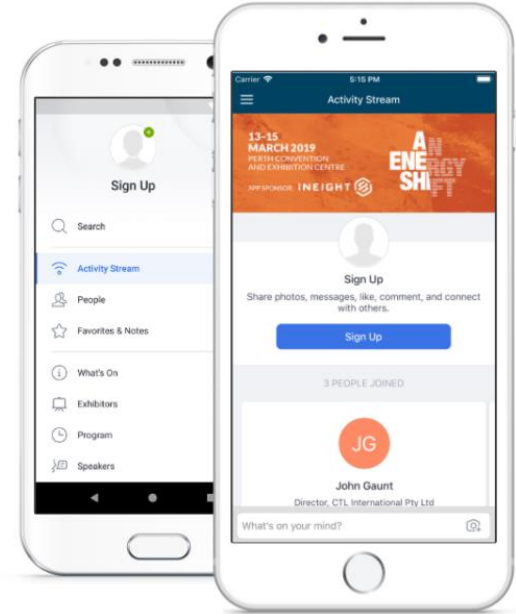 Sign Up
Search
Activity Stream
People
Favorites & Notes
What's On
Exhibitors
Program
Speakers
Carrier
5:15 PM
Activity Stream
13–15
MARCH 2019
PERTH CONVENTION
AND EXHIBITION CENTRE
APP SPONSOR: INEIGHT
AN
ENERGY
SHIFT
Sign Up
Share photos, messages, like, comment, and connect
with others.
Sign Up
3 PEOPLE JOINED
JG
John Gaunt
Director, CTL International Pty Ltd
What's on your mind?